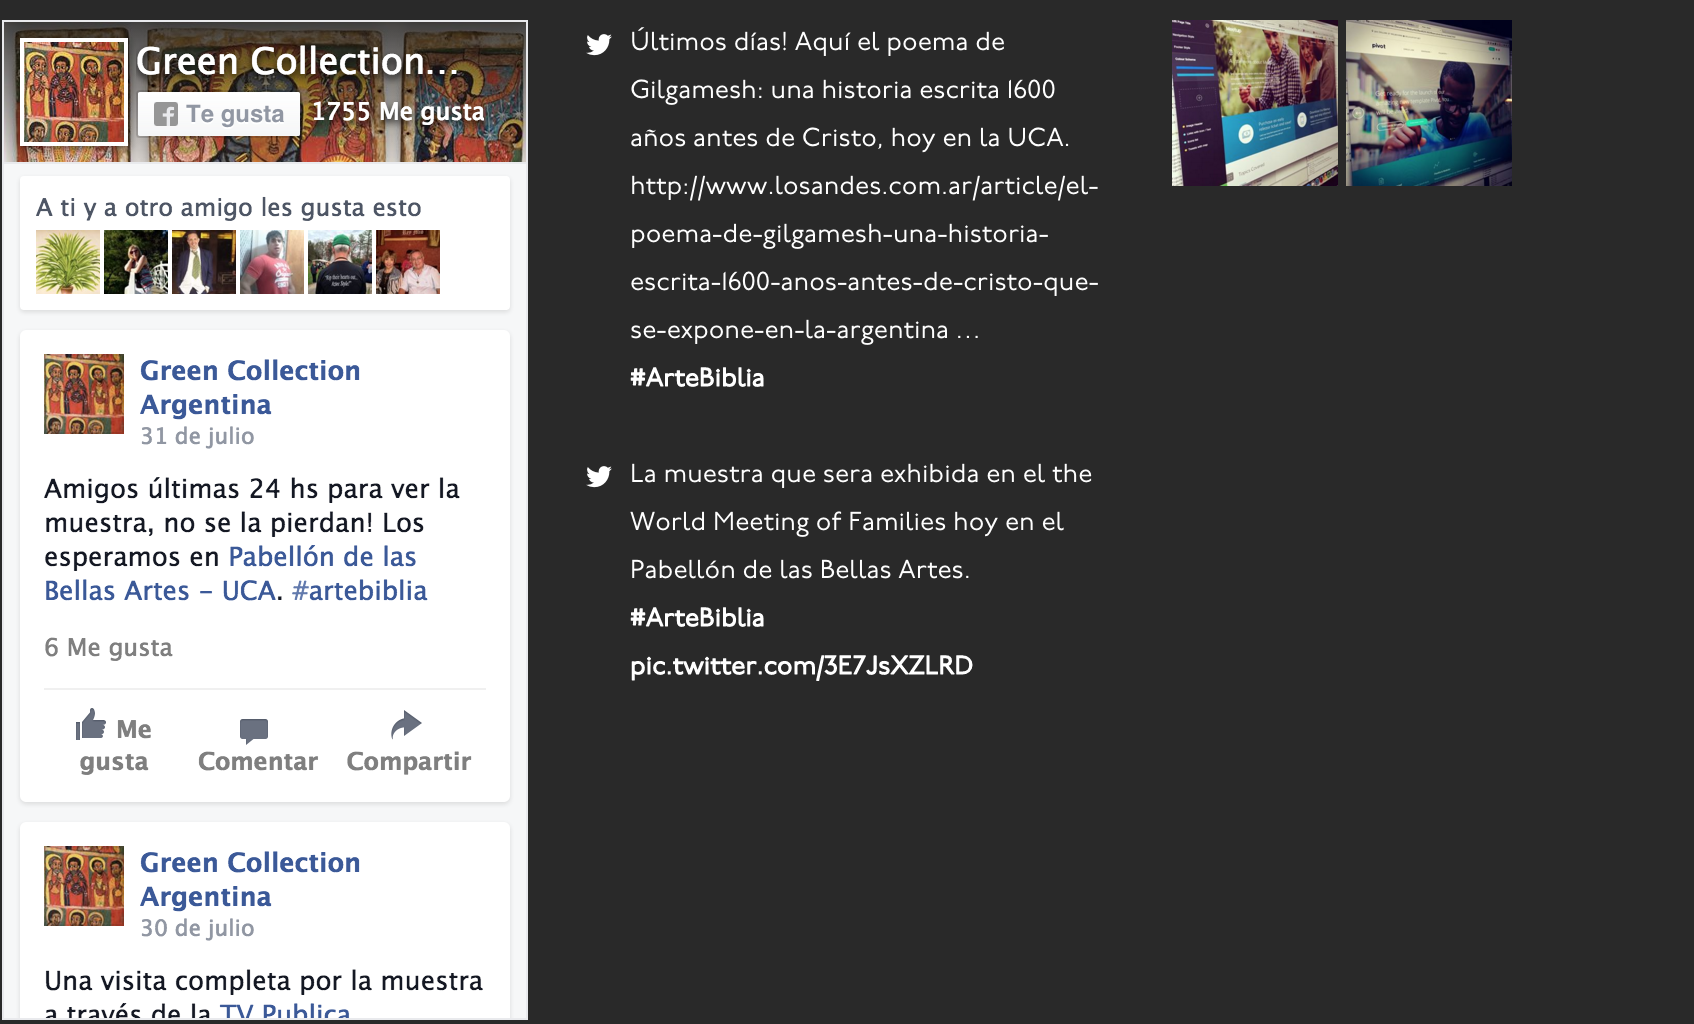 Green Collection...
Te gusta
1755 Me gusta
A ti y a otro amigo les gusta esto
Green Collection
Argentina
31 de julio
Amigos últimas 24 hs para ver la
muestra, no se la pierdan! Los
esperamos en Pabellón de las
Bellas Artes - UCA. #artebiblia
6 Me gusta
Me
gusta
Comentar
Compartir
Green Collection
Argentina
30 de julio
Una visita completa por la muestra
a través de la TV Publica
Últimos días! Aquí el poema de
Gilgamesh: una historia escrita 1600
años antes de Cristo, hoy en la UCA.
http://www.losandes.com.ar/article/el-
poema-de-gilgamesh-una-historia-
escrita-1600-anos-antes-de-cristo-que-
se-expone-en-la-argentina ...
#ArteBiblia
La muestra que sera exhibida en el the
World Meeting of Families hoy en el
Pabellón de las Bellas Artes.
#ArteBiblia
pic.twitter.com/3E7JsXZLRD
pivot